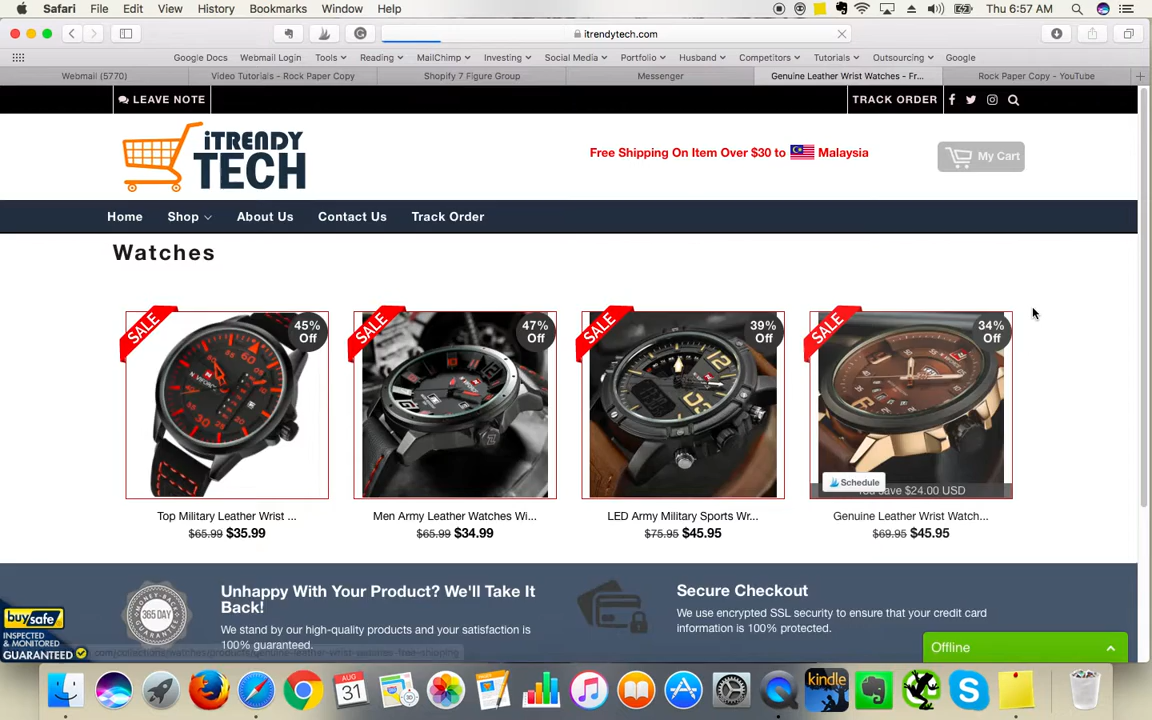 Safari File Edit View History Bookmarks Window Help Thu 6:57 AM
itrendytech.com
Google Docs Webmail Login Tools Reading MailChimp Investing Social Media Portfolio Husband Competitors Tutorials Outsourcing Google
Webmail (5770) Video Tutorials - Rock Paper Copy Shopify 7 Figure Group Messenger Genuine Leather Wrist Watches - Fr... Rock Paper Copy - YouTube
LEAVE NOTE TRACK ORDER
iTRENDY
TECH
Free Shipping On Item Over $30 to Malaysia
My Cart
Home Shop About Us Contact Us Track Order
Watches
SALE 45% Off SALE 47% Off SALE 39% Off SALE 34% Off
Schedule
You save $24.00 USD
Top Military Leather Wrist ... Men Army Leather Watches Wi... LED Army Military Sports Wr... Genuine Leather Wrist Watch...
$65.99 $35.99 $65.99 $34.99 $75.95 $45.95 $69.95 $45.95
365 DAY
Unhappy With Your Product? We'll Take It
Back!
We stand by our high-quality products and your satisfaction is
100% guaranteed.
Secure Checkout
We use encrypted SSL security to ensure that your credit card
information is 100% protected.
buySAFE
INSPECTED
& MONITORED
GUARANTEED
Offline
AUG
31
kindle